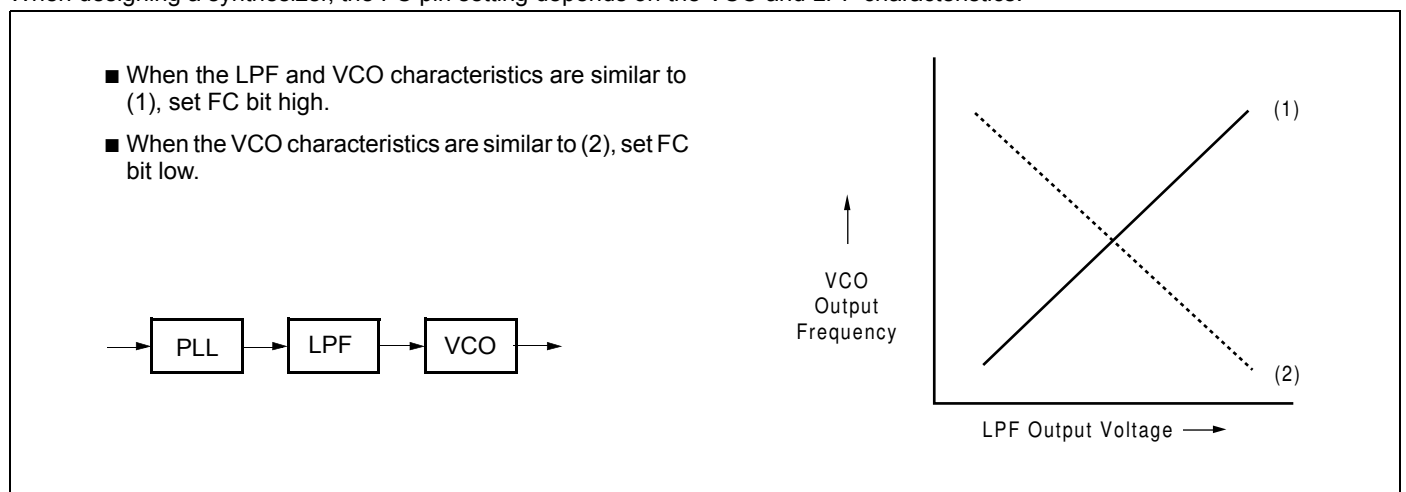 When designing a synthesizer, the FC pin setting depends on the VCO and LPF characteristics.
■ When the LPF and VCO characteristics are similar to
(1), set FC bit high.
■ When the VCO characteristics are similar to (2), set FC
bit low.
PLL
LPF
VCO
(1)
VCO
Output
Frequency
(2)
LPF Output Voltage